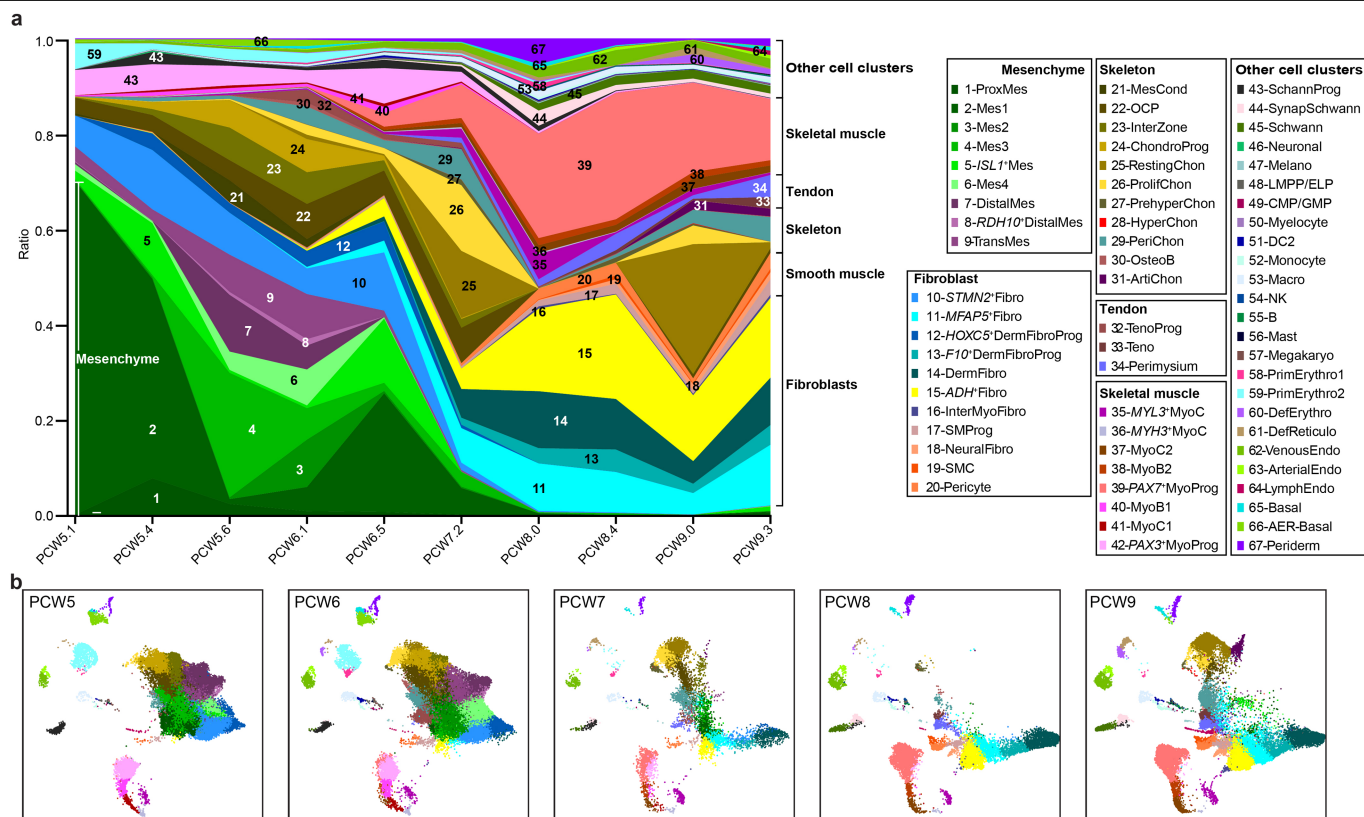 a
1.0
0.8
0.6
0.4
0.2
0.0
Ratio
PCW5.1
PCW5.4
PCW5.6
PCW6.1
PCW6.5
PCW7.2
PCW8.0
PCW8.4
PCW9.0
PCW9.3
59
43
43
66
67
65
62
61
64
60
58
53
45
44
41
40
39
30
32
24
23
22
21
29
27
26
25
38
37
36
35
34
33
31
20
19
17
16
18
15
14
13
12
11
10
9
8
7
6
5
4
3
2
1
Mesenchyme
Other cell clusters
Skeletal muscle
Tendon
Skeleton
Smooth muscle
Fibroblasts
Mesenchyme
1-ProxMes
2-Mes1
3-Mes2
4-Mes3
5-ISL1+Mes
6-Mes4
7-DistalMes
8-RDH10+DistalMes
9-TransMes
Fibroblast
10-STMN2+Fibro
11-MFAP5+Fibro
12-HOXC5+DermFibroProg
13-F10+DermFibroProg
14-DermFibro
15-ADH+Fibro
16-InterMyoFibro
17-SMProg
18-NeuralFibro
19-SMC
20-Pericyte
Skeleton
21-MesCond
22-OCP
23-InterZone
24-ChondroProg
25-RestingChon
26-ProlifChon
27-PrehyperChon
28-HyperChon
29-PeriChon
30-OsteoB
31-ArtiChon
Tendon
32-TenoProg
33-Teno
34-Perimysium
Skeletal muscle
35-MYL3+MyoC
36-MYH3+MyoC
37-MyoC2
38-MyoB2
39-PAX7+MyoProg
40-MyoB1
41-MyoC1
42-PAX3+MyoProg
Other cell clusters
43-SchannProg
44-SynapSchwann
45-Schwann
46-Neuronal
47-Melano
48-LMPP/ELP
49-CMP/GMP
50-Myelocyte
51-DC2
52-Monocyte
53-Macro
54-NK
55-B
56-Mast
57-Megakaryo
58-PrimErythro1
59-PrimErythro2
60-DefErythro
61-DefReticulo
62-VenousEndo
63-ArterialEndo
64-LymphEndo
65-Basal
66-AER-Basal
67-Periderm
b
PCW5
PCW6
PCW7
PCW8
PCW9